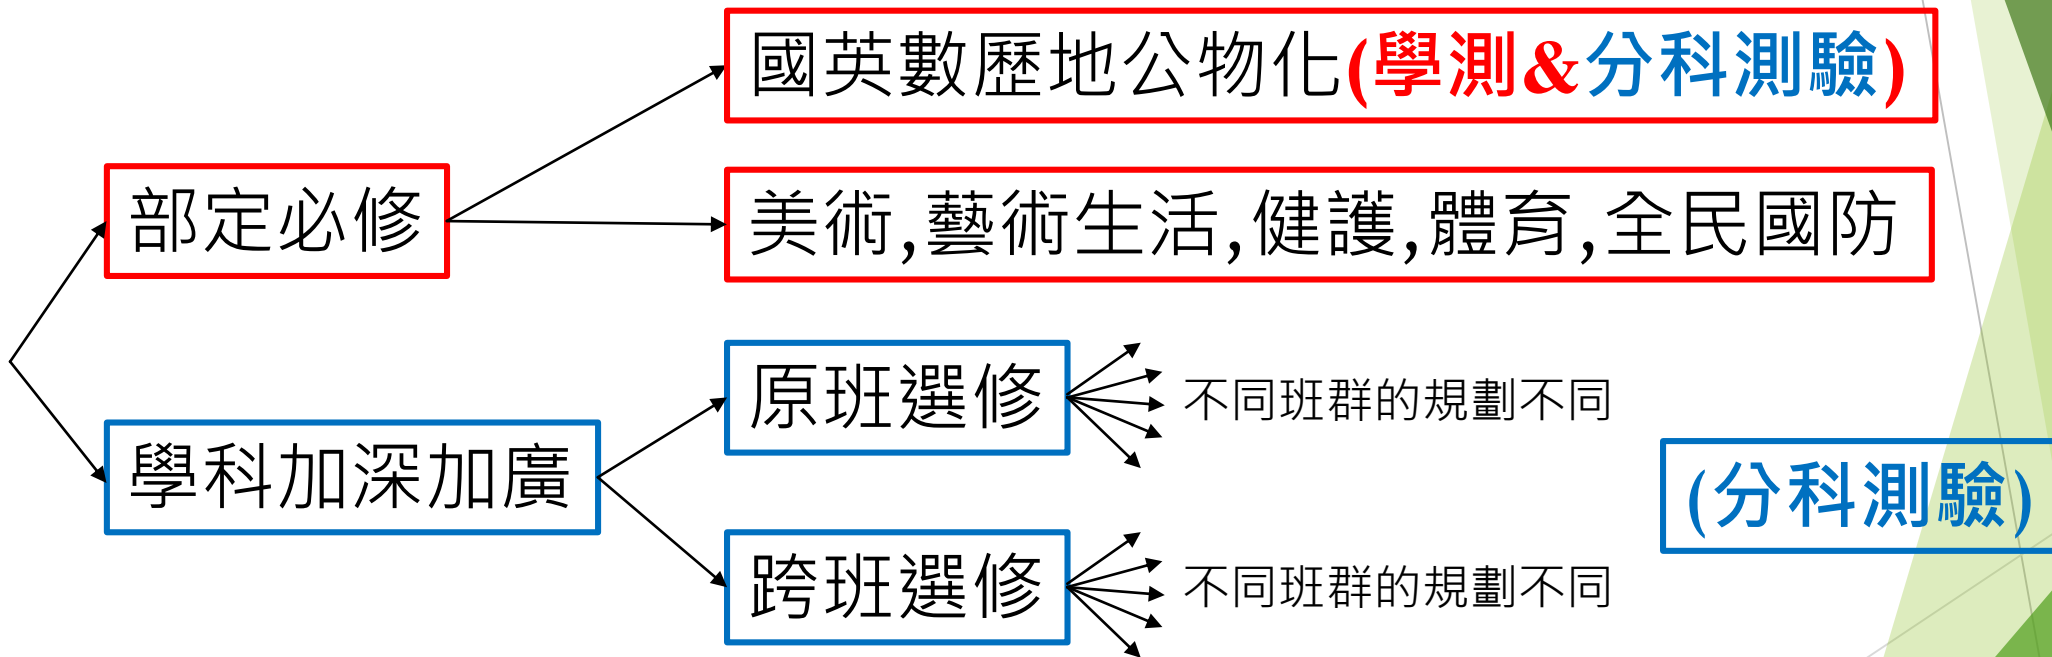 國英數歷地公物化(學測&分科測驗)
部定必修
美術,藝術生活,健護,體育,全民國防
原班選修
不同班群的規劃不同
學科加深加廣
(分科測驗)
跨班選修
不同班群的規劃不同